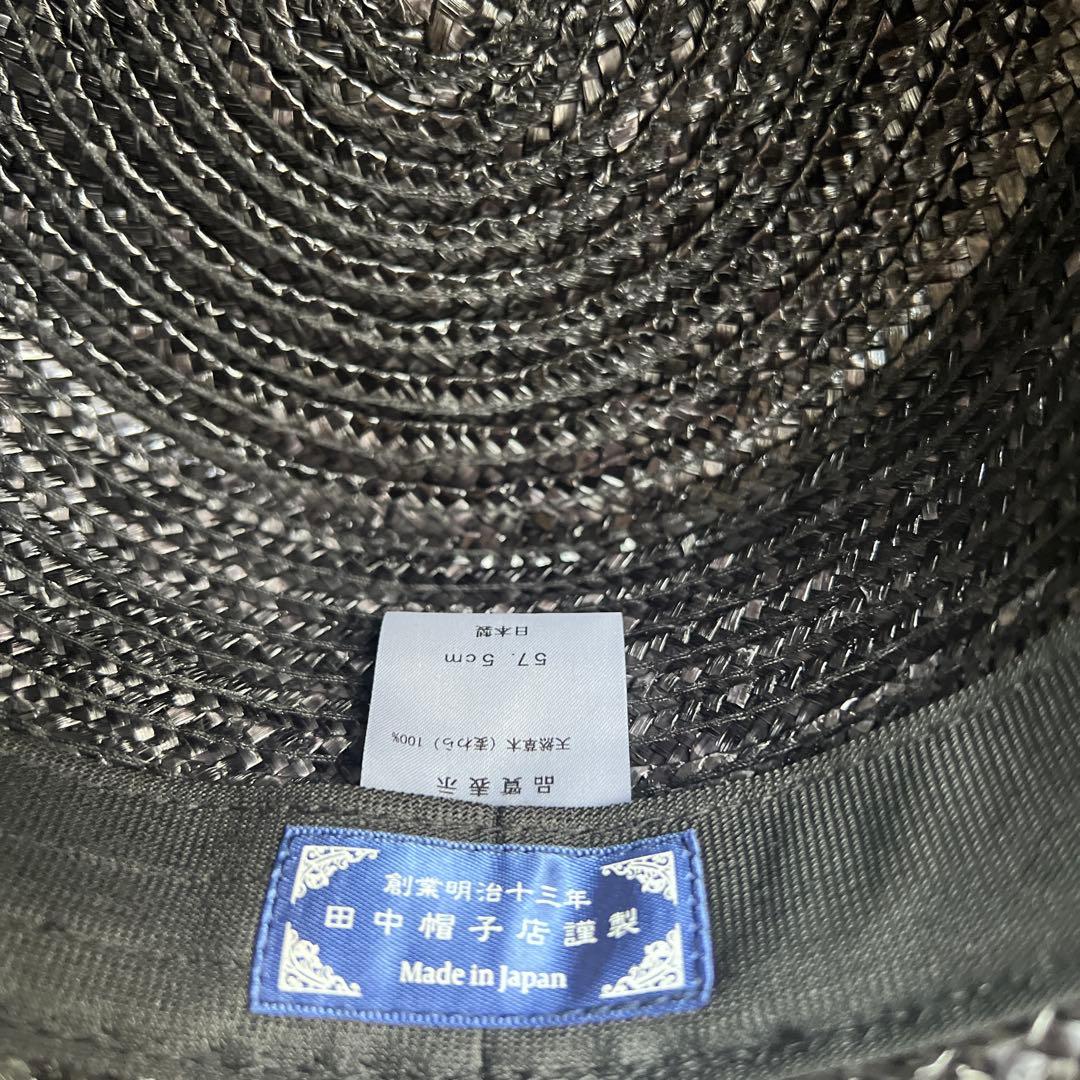 品質表示
天然草木（麦わら）100%
57.5cm
日本製
創業明治十三年
田中帽子店謹製
Made in Japan